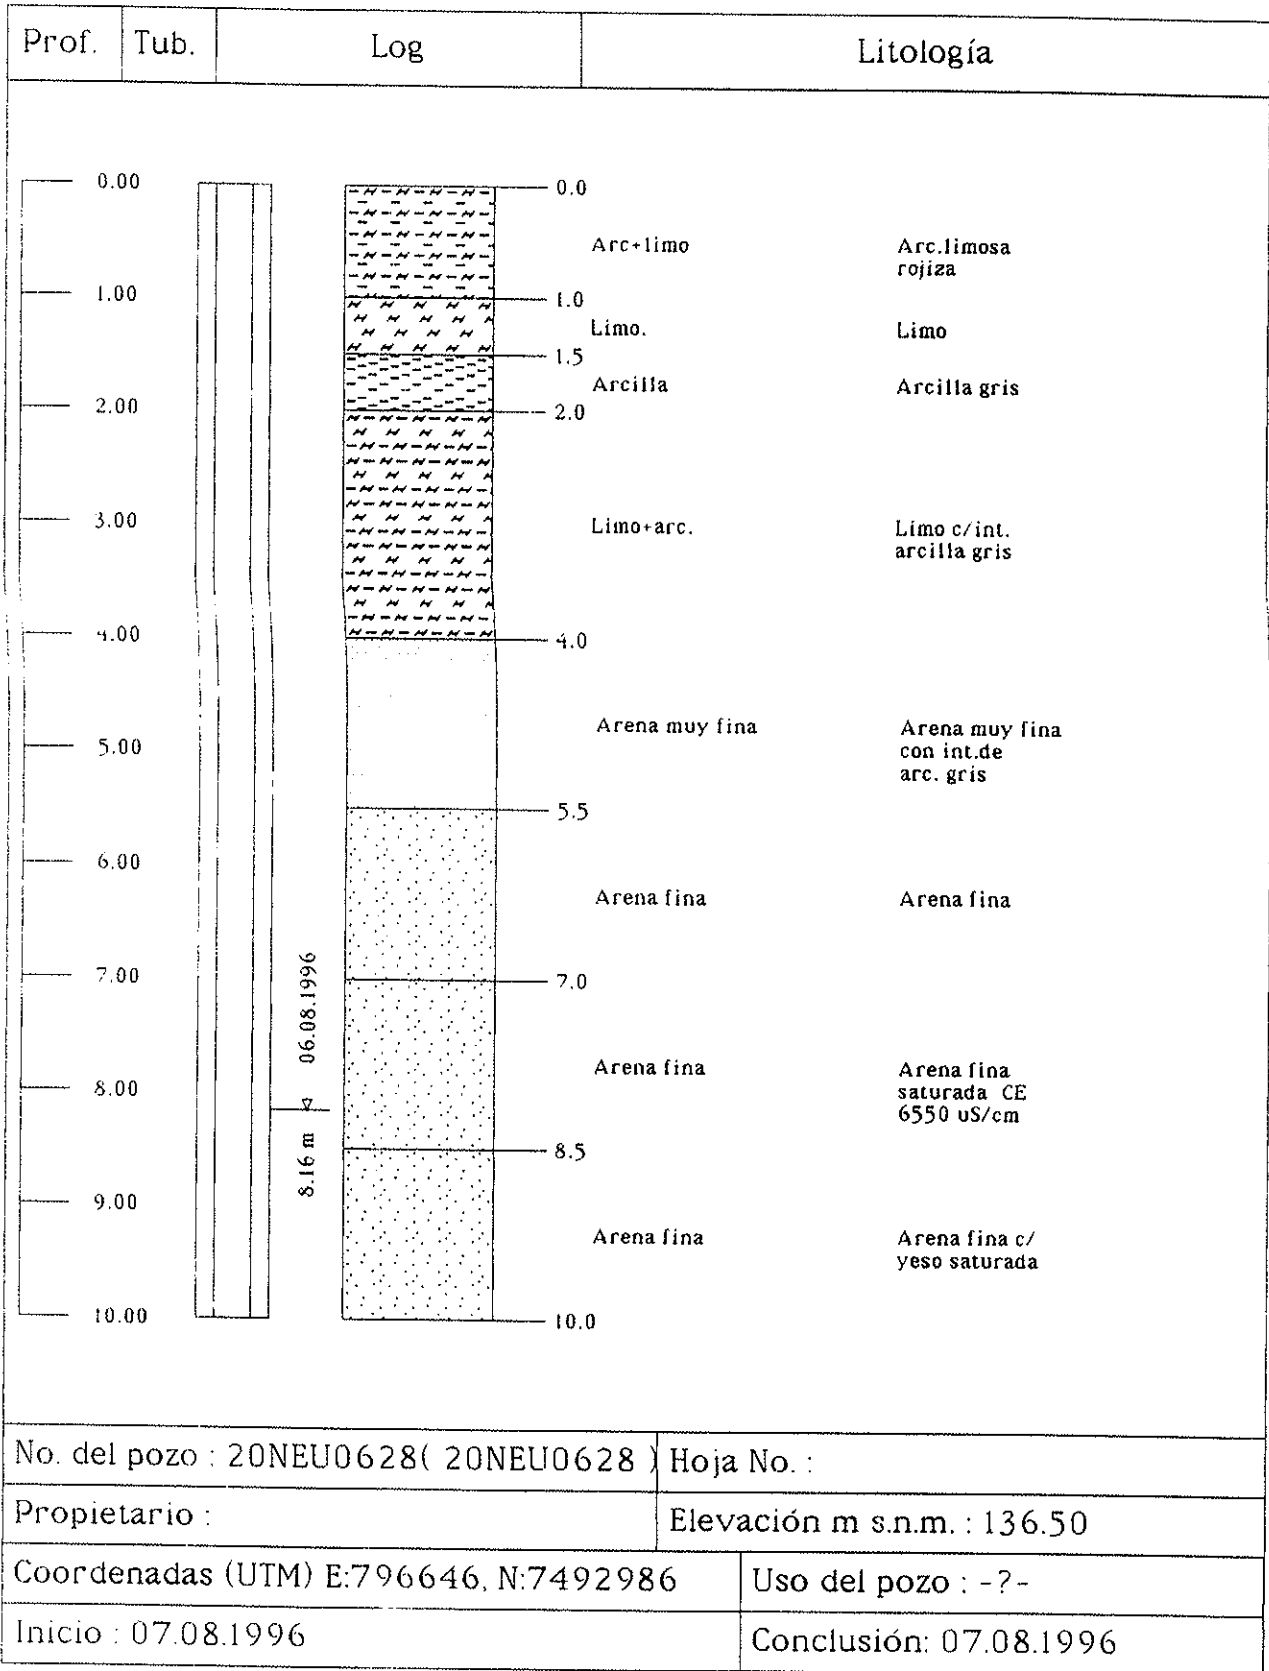 Prof. Tub. Log Litología
0.00
1.00
2.00
3.00
4.00
5.00
6.00
7.00
8.00
9.00
10.00
8.16 m 06.08.1996
0.0
1.0
1.5
2.0
4.0
5.5
7.0
8.5
10.0
Arc+limo
Limo.
Arcilla
Limo+arc.
Arena muy fina
Arena fina
Arena fina
Arena fina
Arc.limosa
rojiza
Limo
Arcilla gris
Limo c/int.
arcilla gris
Arena muy fina
con int.de
arc. gris
Arena fina
Arena fina
saturada CE
6550 uS/cm
Arena fina c/
yeso saturada
No. del pozo : 20NEU0628( 20NEU0628 ) Hoja No. :
Propietario : Elevación m s.n.m. : 136.50
Coordenadas (UTM) E:796646, N:7492986 Uso del pozo : -?-
Inicio : 07.08.1996 Conclusión: 07.08.1996